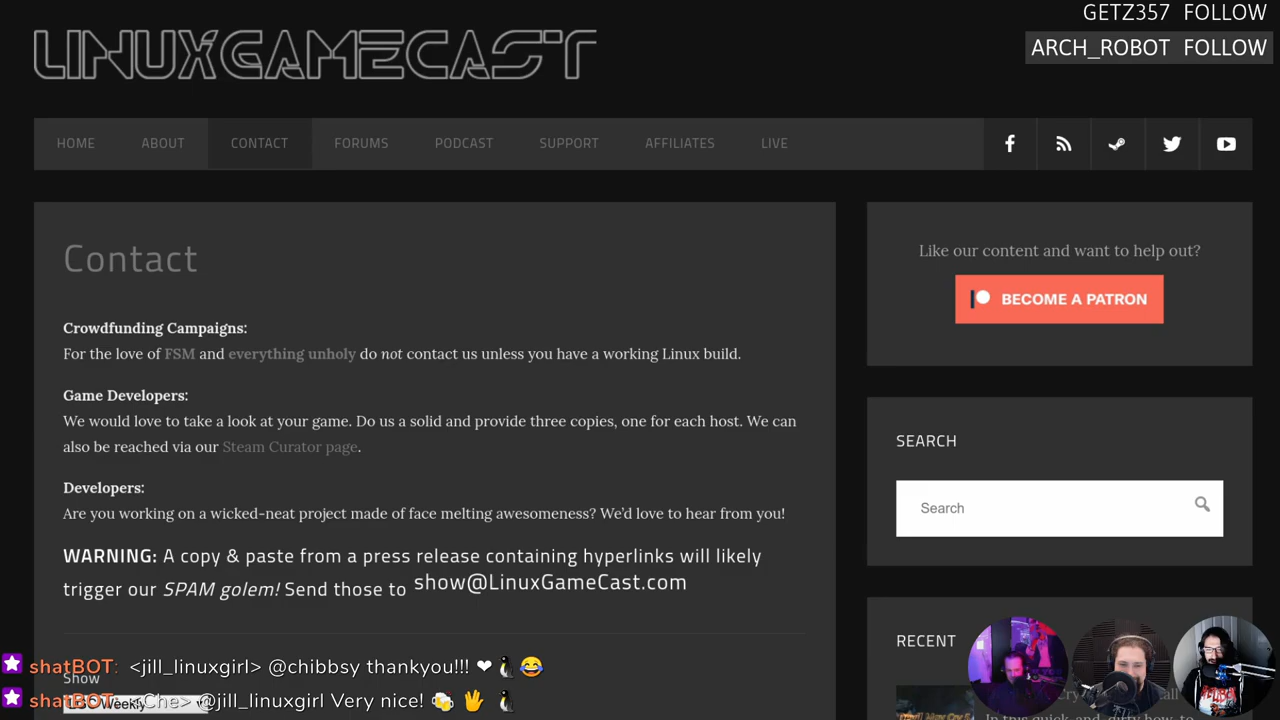 LINUXGAMECAST
GETZ357 FOLLOW
ARCH_ROBOT FOLLOW
HOME ABOUT CONTACT FORUMS PODCAST SUPPORT AFFILIATES LIVE
Contact
Crowdfunding Campaigns:
For the love of FSM and everything unholy do not contact us unless you have a working Linux build.
Game Developers:
We would love to take a look at your game. Do us a solid and provide three copies, one for each host. We can
also be reached via our Steam Curator page.
Developers:
Are you working on a wicked-neat project made of face melting awesomeness? We'd love to hear from you!
WARNING: A copy & paste from a press release containing hyperlinks will likely
trigger our SPAM golem! Send those to show@LinuxGameCast.com
Show
Weekly
shatBOT: <jill_linuxgirl> @chibbsy thankyou!!! ❤🐧😂
shatBOT: <Che> @jill_linuxgirl Very nice! 🍻 🖖 🐧
Like our content and want to help out?
BECOME A PATRON
SEARCH
Search
RECENT